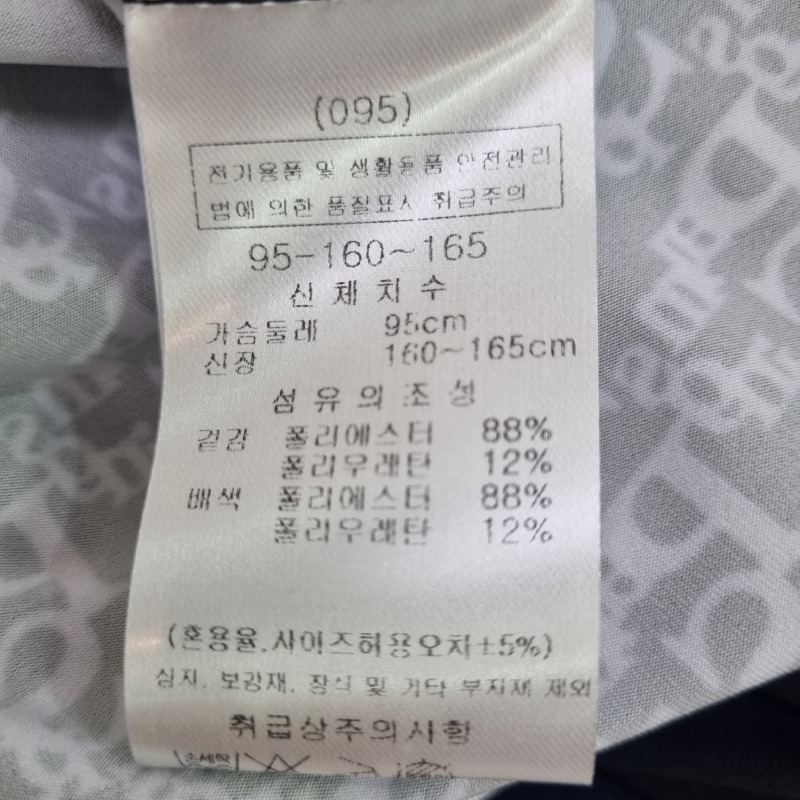 (095)
전기용품 및 생활용품 안전관리
법에 의한 품질표시 취급주의
95-160~165
신체치수
가슴둘레 95cm
신장 160~165cm
섬유의조성
겉감 폴리에스터 88%
폴리우레탄 12%
배색 폴리에스터 88%
폴리우레탄 12%
(혼용율,사이즈허용오차±5%)
심지, 보강재, 장식 및 기타 부자재 제외
취급상주의사항
손세탁